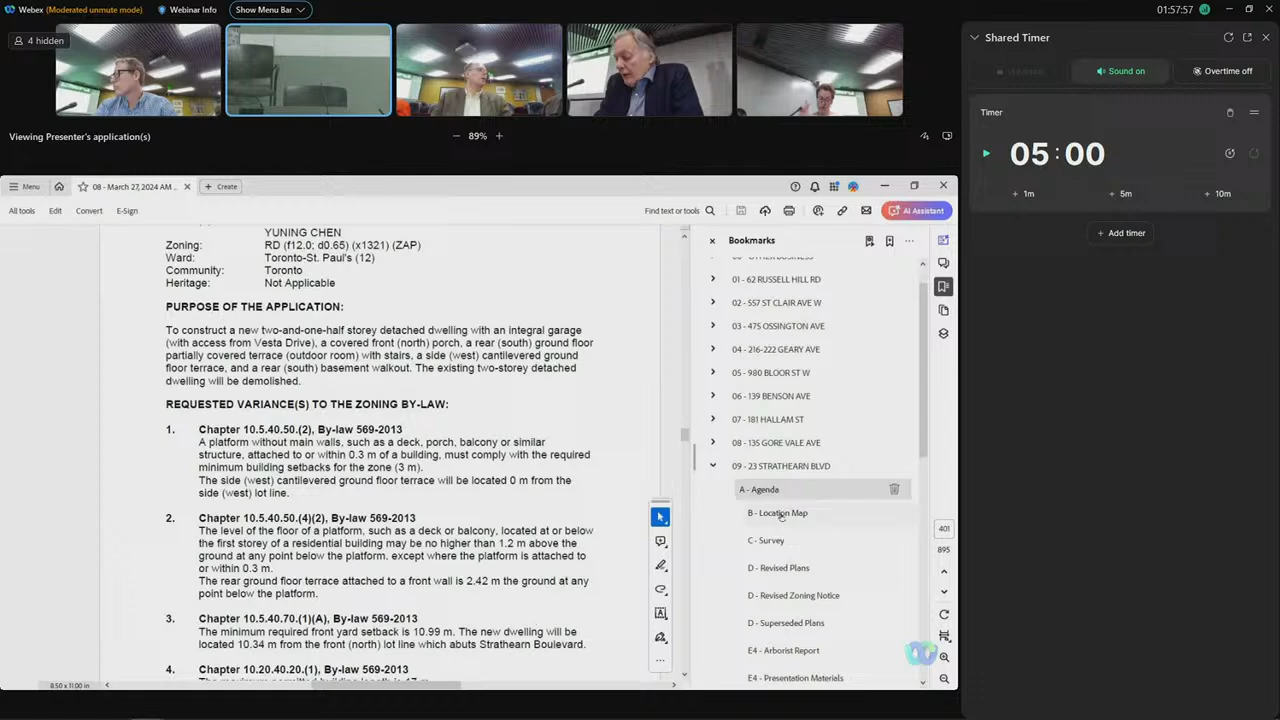 Webex (Moderated unmute mode) Webinar Info Show Menu Bar 01:57:57
4 hidden
Viewing Presenter's application(s) 89%
Menu 08 - March 27, 2024 AM ... Create
All tools Edit Convert E-Sign Find text or tools AI Assistant
YUNING CHEN
Zoning: RD (f12.0; d0.65) (x1321) (ZAP)
Ward: Toronto-St. Paul's (12)
Community: Toronto
Heritage: Not Applicable
PURPOSE OF THE APPLICATION:
To construct a new two-and-one-half storey detached dwelling with an integral garage
(with access from Vesta Drive), a covered front (north) porch, a rear (south) ground floor
partially covered terrace (outdoor room) with stairs, a side (west) cantilevered ground
floor terrace, and a rear (south) basement walkout. The existing two-storey detached
dwelling will be demolished.
REQUESTED VARIANCE(S) TO THE ZONING BY-LAW:
1. Chapter 10.5.40.50.(2), By-law 569-2013
A platform without main walls, such as a deck, porch, balcony or similar
structure, attached to or within 0.3 m of a building, must comply with the required
minimum building setbacks for the zone (3 m).
The side (west) cantilevered ground floor terrace will be located 0 m from the
side (west) lot line.
2. Chapter 10.5.40.50.(4)(2), By-law 569-2013
The level of the floor of a platform, such as a deck or balcony, located at or below
the first storey of a residential building may be no higher than 1.2 m above the
ground at any point below the platform. except where the platform is attached to
or within 0.3 m.
The rear ground floor terrace attached to a front wall is 2.42 m the ground at any
point below the platform.
3. Chapter 10.5.40.70.(1)(A), By-law 569-2013
The minimum required front yard setback is 10.99 m. The new dwelling will be
located 10.34 m from the front (north) lot line which abuts Strathearn Boulevard.
4. Chapter 10.20.40.20.(1), By-law 569-2013
8.50 x 11.00 in
Bookmarks
01 - 62 RUSSELL HILL RD
02 - 557 ST CLAIR AVE W
03 - 475 OSSINGTON AVE
04 - 216-222 GEARY AVE
05 - 980 BLOOR ST W
06 - 139 BENSON AVE
07 - 181 HALLAM ST
08 - 135 GORE VALE AVE
09 - 23 STRATHEARN BLVD
A - Agenda
B - Location Map
C - Survey
D - Revised Plans
D - Revised Zoning Notice
D - Superseded Plans
E4 - Arborist Report
E4 - Presentation Materials
401
895
Shared Timer
Sound on Overtime off
Timer
05:00
+ 1m + 5m + 10m
+ Add timer